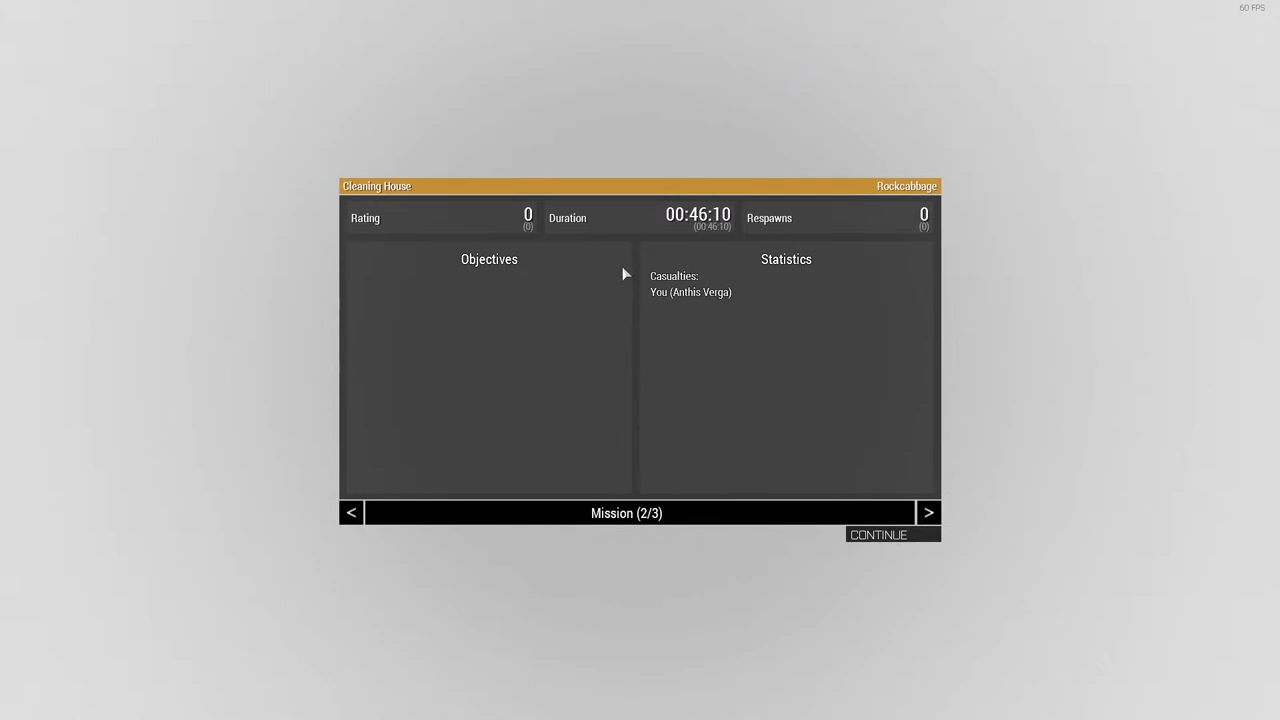 60 FPS
Cleaning House Rockcabbage
Rating 0 (0) Duration 00:46:10 (00:46:10) Respawns 0 (0)
Objectives
Statistics
Casualties:
You (Anthis Verga)
< Mission (2/3) >
CONTINUE